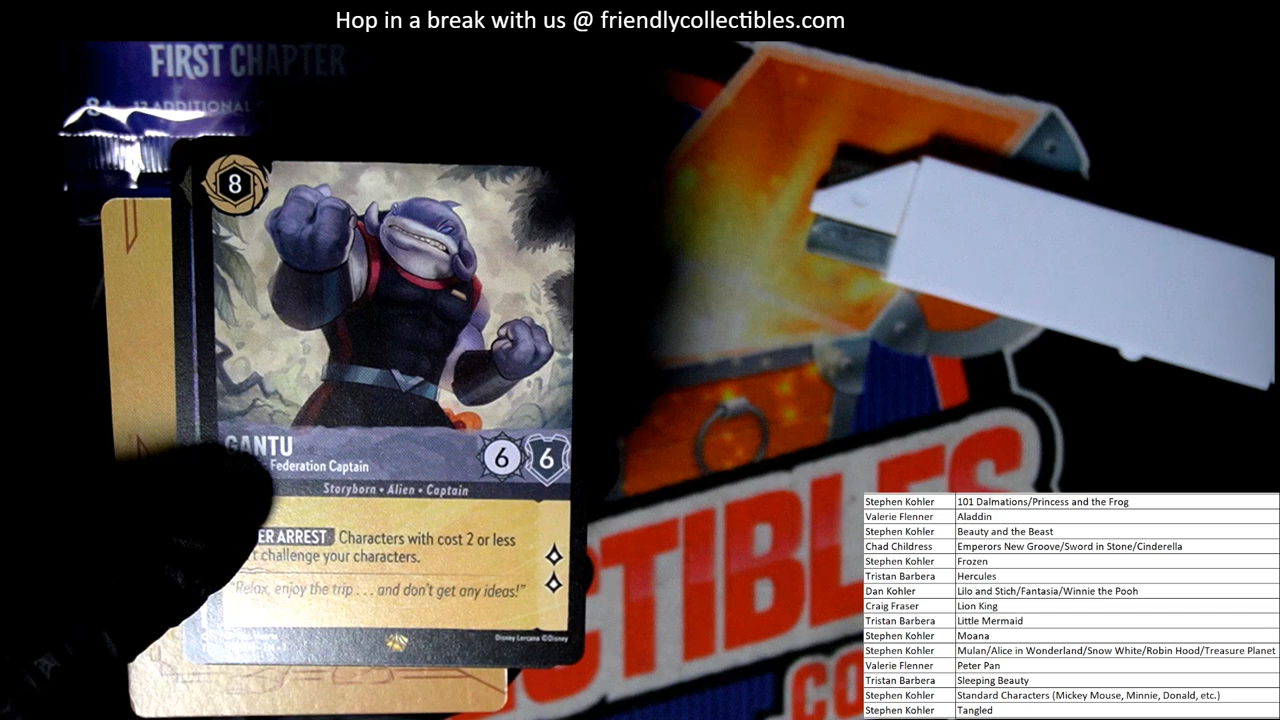 Hop in a break with us @ friendlycollectibles.com
FIRST CHAPTER
8+ ADDITIONAL
8
GANTU
Federation Captain
6 6
Storyborn • Alien • Captain
ER ARREST Characters with cost 2 or less
challenge your characters.
"Relax, enjoy the trip . . . and don't get any ideas!"
Disney Lorcana ©Disney
CTIBLES
CO
Stephen Kohler 101 Dalmations/Princess and the Frog
Valerie Flenner Aladdin
Stephen Kohler Beauty and the Beast
Chad Childress Emperors New Groove/Sword in Stone/Cinderella
Stephen Kohler Frozen
Tristan Barbera Hercules
Dan Kohler Lilo and Stich/Fantasia/Winnie the Pooh
Craig Fraser Lion King
Tristan Barbera Little Mermaid
Stephen Kohler Moana
Stephen Kohler Mulan/Alice in Wonderland/Snow White/Robin Hood/Treasure Planet
Valerie Flenner Peter Pan
Tristan Barbera Sleeping Beauty
Stephen Kohler Standard Characters (Mickey Mouse, Minnie, Donald, etc.)
Stephen Kohler Tangled